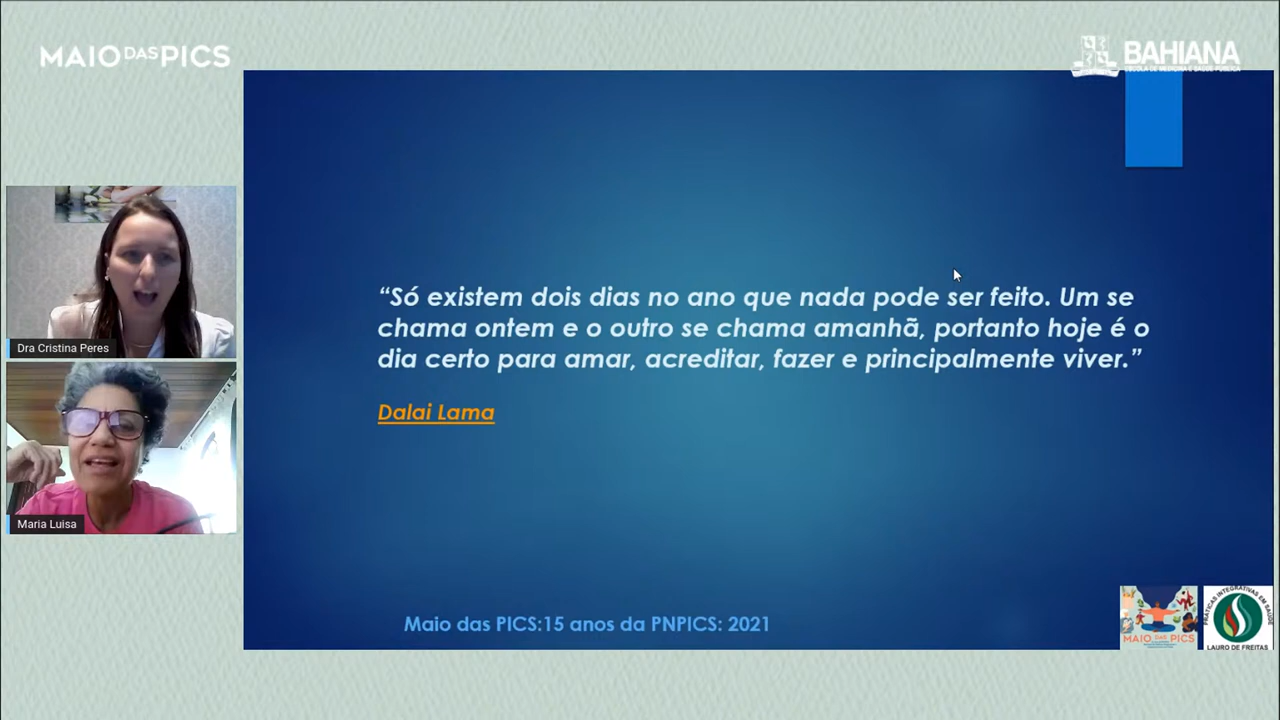 MAIO DAS PICS
BAHIANA
ESCOLA DE MEDICINA E SAÚDE PÚBLICA
Dra Cristina Peres
Maria Luisa
“Só existem dois dias no ano que nada pode ser feito. Um se
chama ontem e o outro se chama amanhã, portanto hoje é o
dia certo para amar, acreditar, fazer e principalmente viver.”
Dalai Lama
Maio das PICS:15 anos da PNPICS: 2021
MAIO DAS PICS
PRÁTICAS INTEGRATIVAS EM SAÚDE
LAURO DE FREITAS